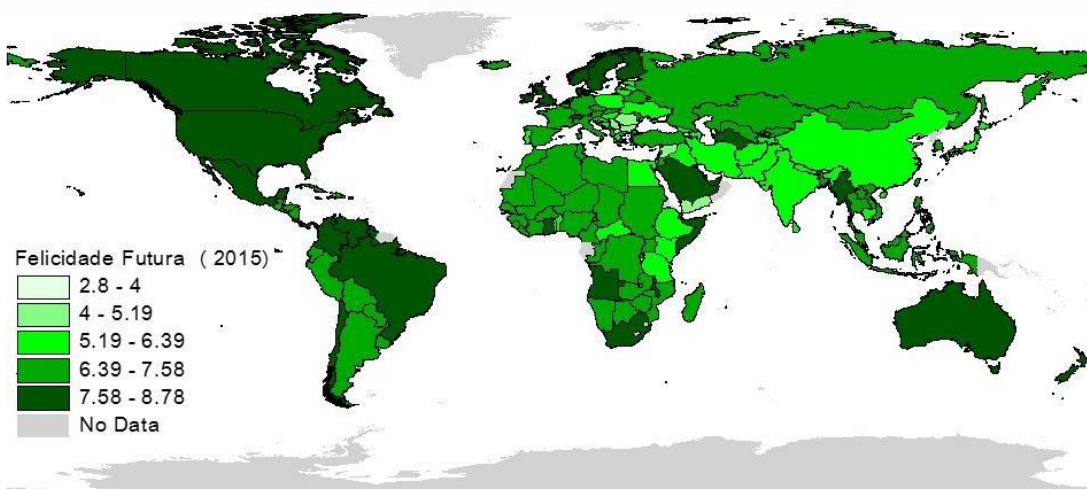 Felicidade Futura ( 2015)
2.8 - 4
4 - 5.19
5.19 - 6.39
6.39 - 7.58
7.58 - 8.78
No Data